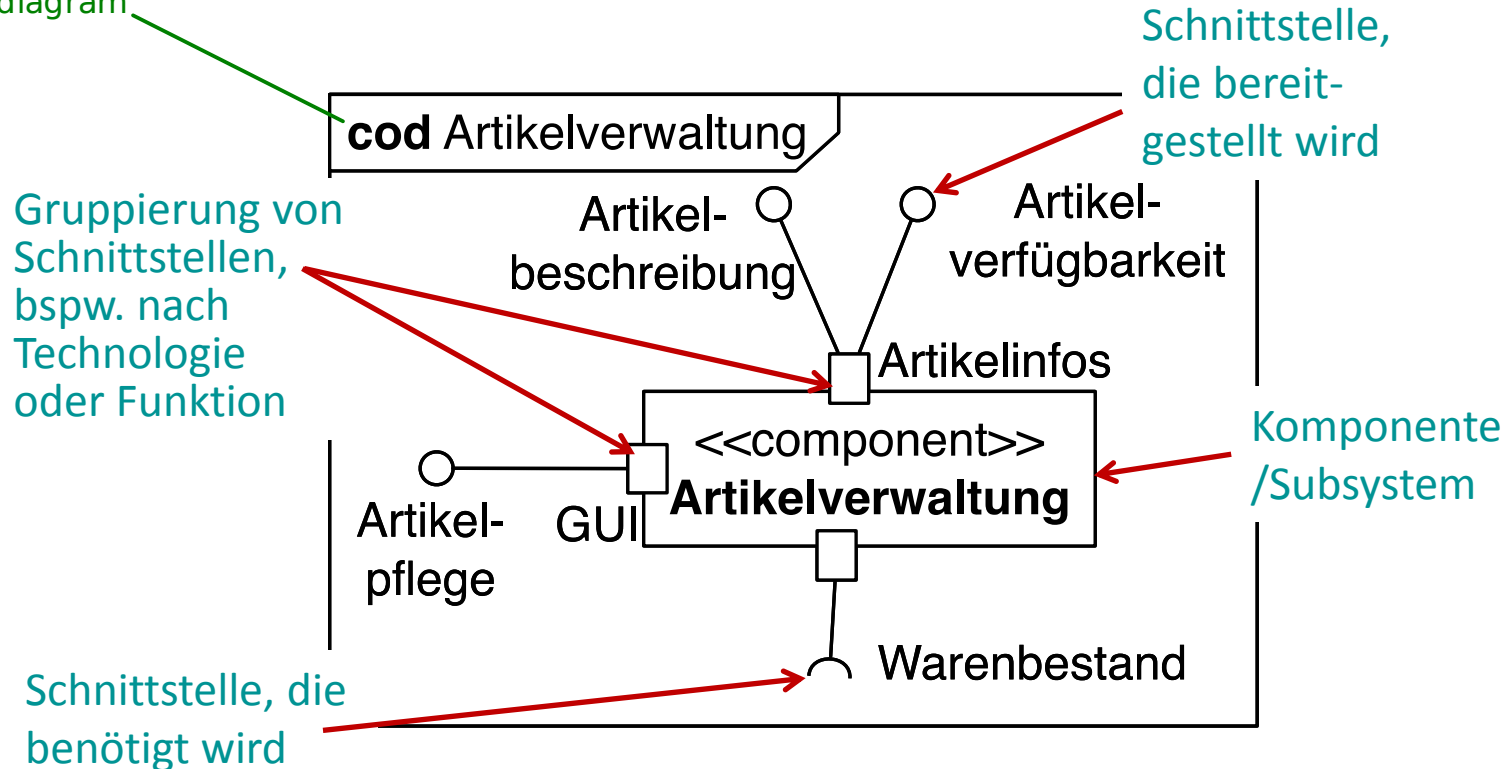 diagram
Schnittstelle,
die bereit-
gestellt wird
cod Artikelverwaltung
Gruppierung von
Schnittstellen,
bspw. nach
Technologie
oder Funktion
Artikel-
beschreibung
Artikel-
verfügbarkeit
Artikelinfos
<<component>>
Artikelverwaltung
Komponente
/Subsystem
Artikel-
pflege
GUI
Warenbestand
Schnittstelle, die
benötigt wird